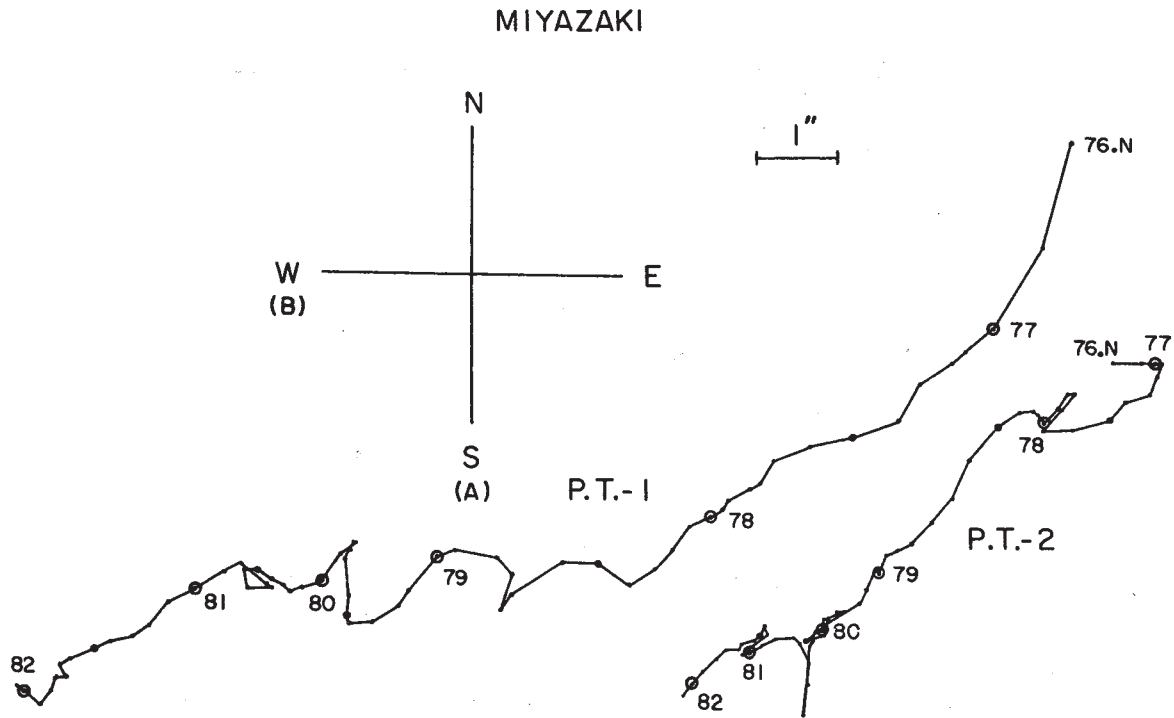 MIYAZAKI
N
1"
76.N
W
E
(B)
77
76.N
77
S
(A)
P.T.-1
78
78
P.T.-2
79
79
81
80
80
82
81
82